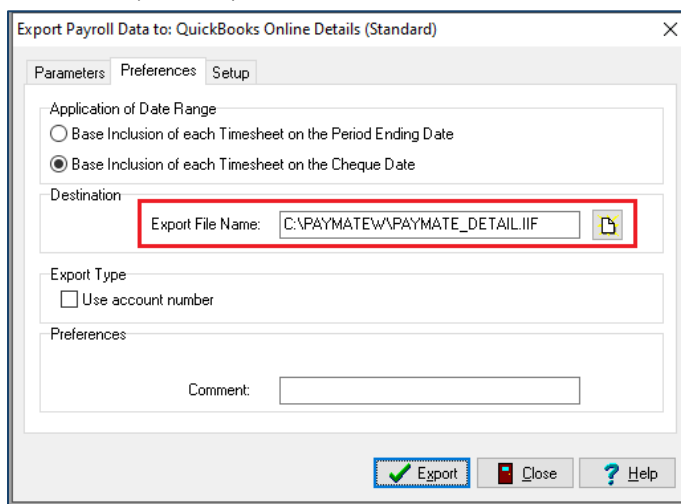 Export Payroll Data to: QuickBooks Online Details (Standard)
Parameters Preferences Setup
Application of Date Range
Base Inclusion of each Timesheet on the Period Ending Date
Base Inclusion of each Timesheet on the Cheque Date
Destination
Export File Name: C:\PAYMATEW\PAYMATE_DETAIL.IIF
Export Type
Use account number
Preferences
Comment:
Export Close Help